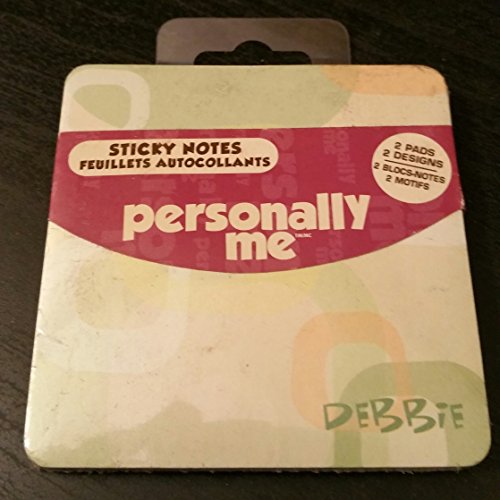 STICKY NOTES
FEUILLETS AUTOCOLLANTS
2 PADS
2 DESIGNS
2 BLOCS-NOTES
2 MOTIFS
personally
me
DEBBiE